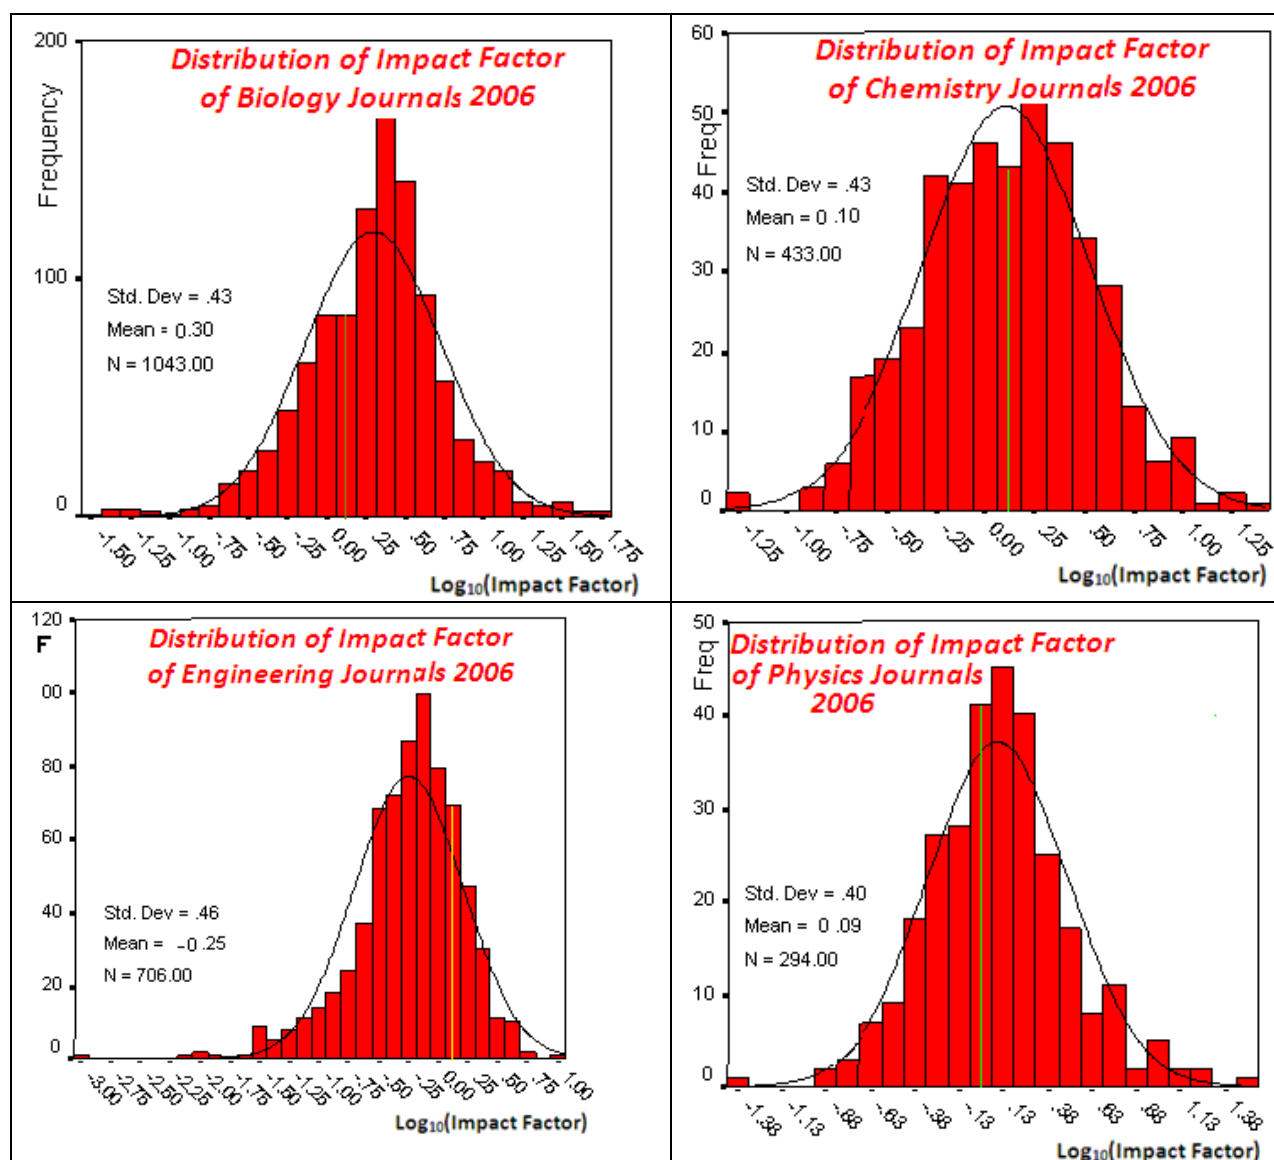 Distribution of Impact Factor
of Biology Journals 2006
Frequency
200
100
0
Std. Dev = .43
Mean = 0.30
N = 1043.00
-1.50 -1.25 -1.00 -.75 -.50 -.25 0.00 .25 .50 .75 1.00 1.25 1.50 1.75
Log10(Impact Factor)
Distribution of Impact Factor
of Chemistry Journals 2006
Freq
60
50
40
30
20
10
0
Std. Dev = .43
Mean = 0 .10
N = 433.00
-1.25 -1.00 -.75 -.50 -.25 0.00 .25 .50 .75 1.00 1.25
Log10(Impact Factor)
Distribution of Impact Factor
of Engineering Journals 2006
F
120
00
80
60
40
20
0
Std. Dev = .46
Mean = -0 .25
N = 706.00
-3.00 -2.75 -2.50 -2.25 -2.00 -1.75 -1.50 -1.25 -1.00 -.75 -.50 -.25 0.00 .25 .50 .75 1.00
Log10(Impact Factor)
Distribution of Impact Factor
of Physics Journals
2006
Freq
50
40
30
20
10
0
Std. Dev = .40
Mean = 0 .09
N = 294.00
-1.38 -1.13 -.88 -.63 -.38 -.13 .13 .38 .63 .88 1.13 1.38
Log10(Impact Factor)